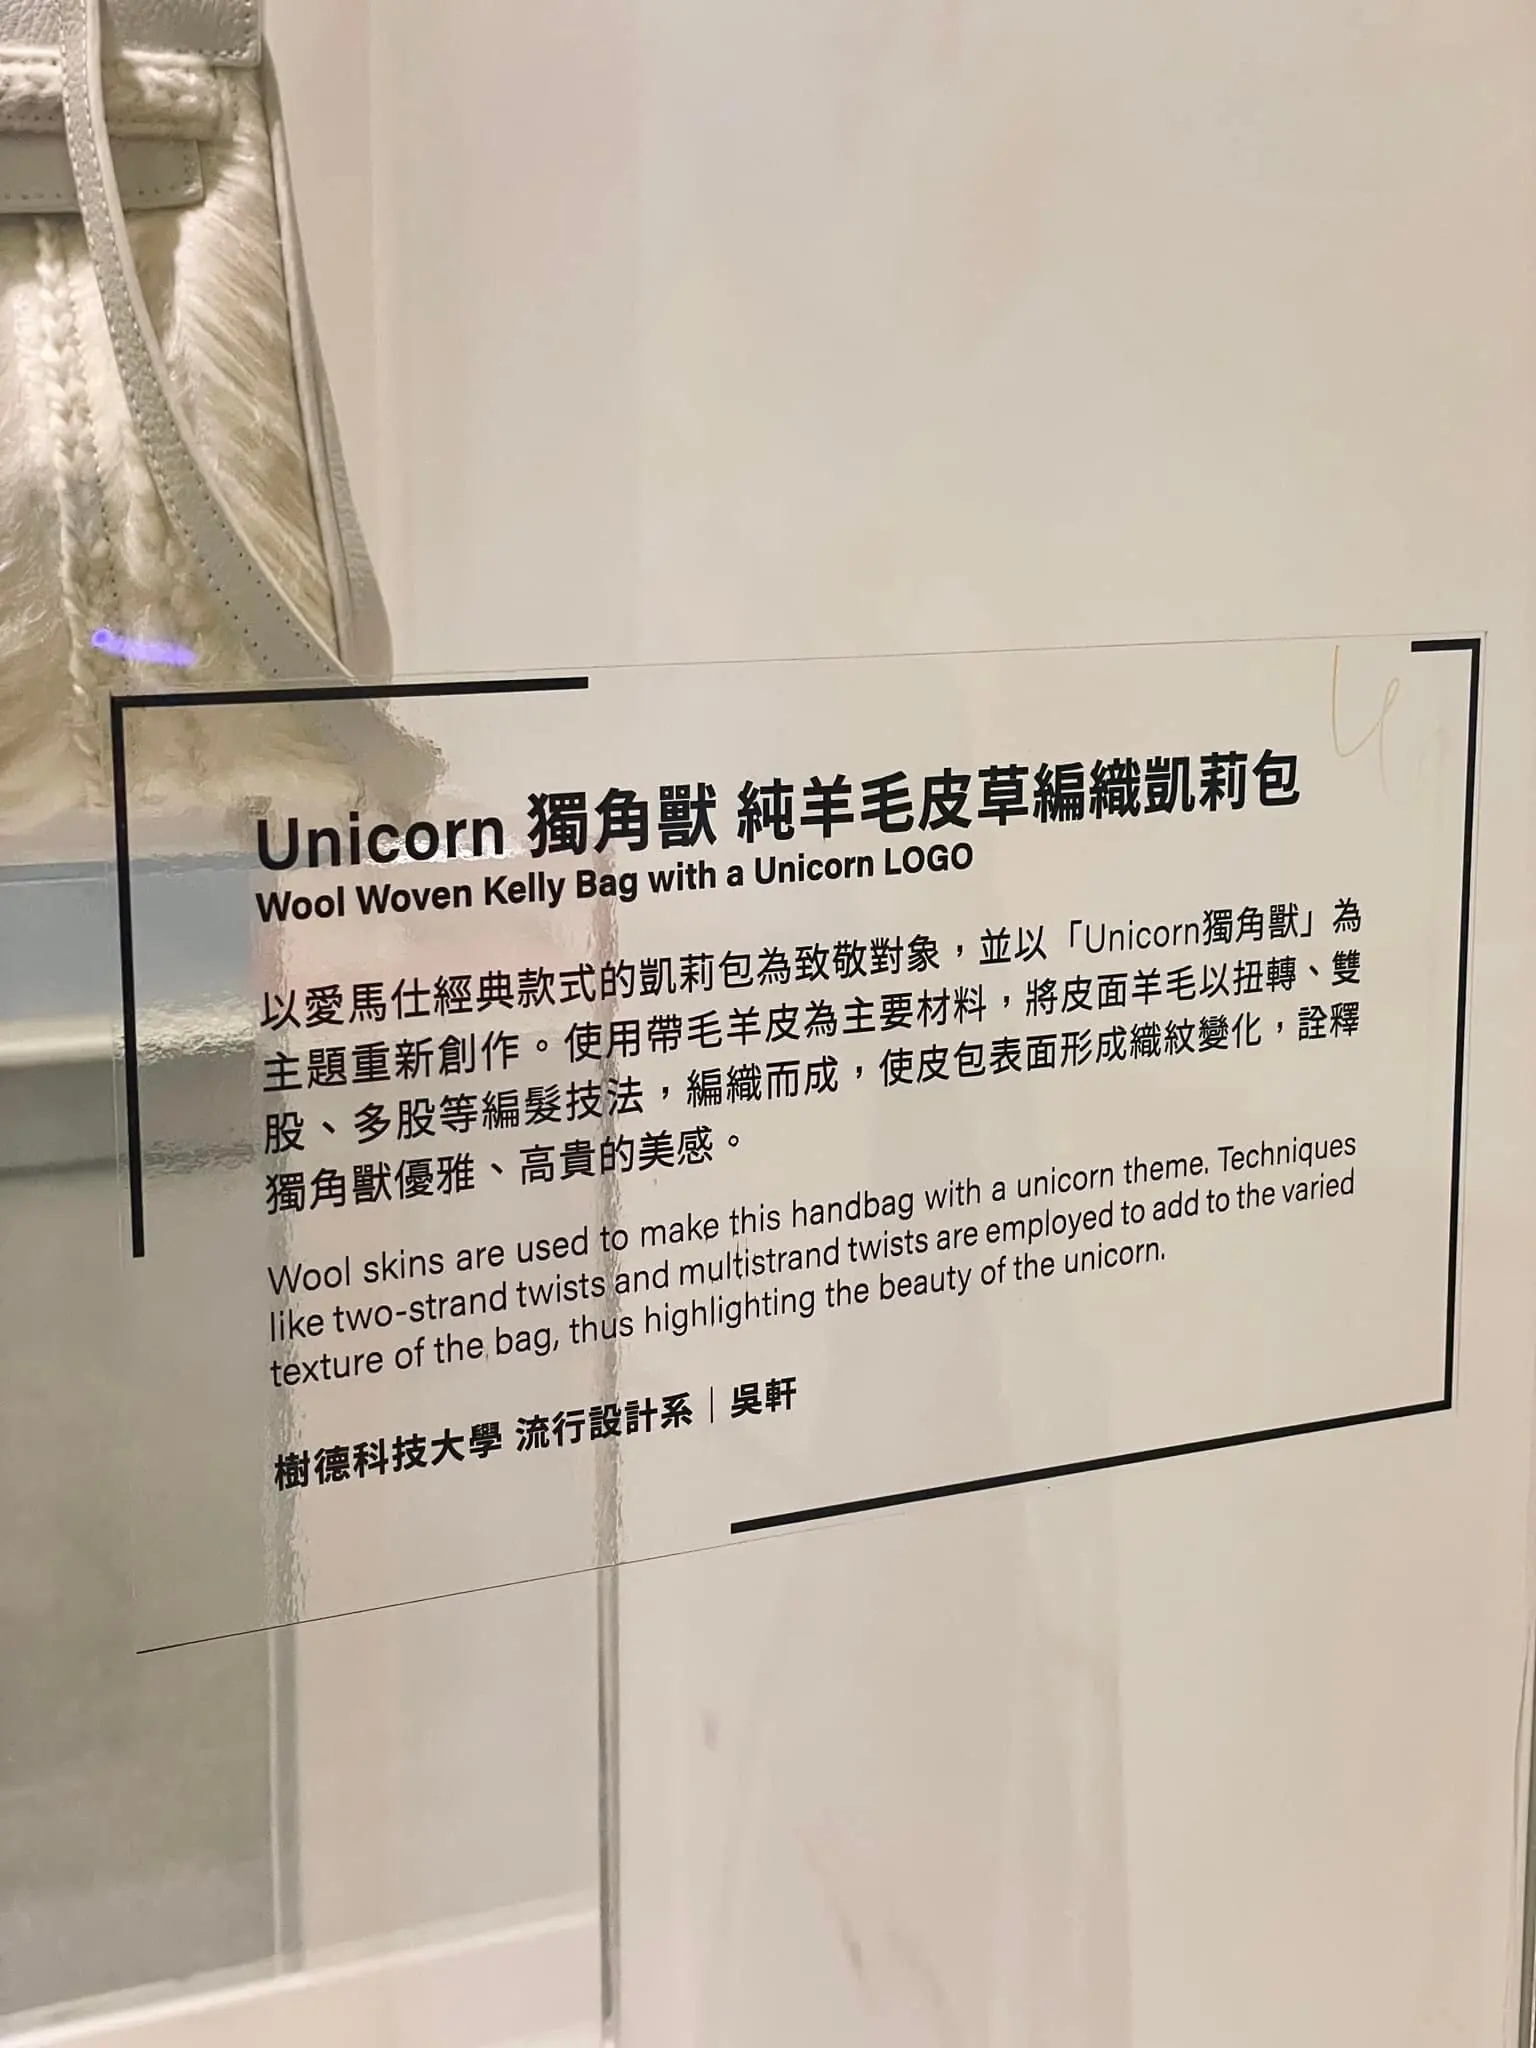 Unicorn 獨角獸 純羊毛皮草編織凱莉包
Wool Woven Kelly Bag with a Unicorn LOGO
以愛馬仕經典款式的凱莉包為致敬對象，並以「Unicorn獨角獸」為
主題重新創作。使用帶毛羊皮為主要材料，將皮面羊毛以扭轉、雙
股、多股等編髮技法，編織而成，使皮包表面形成織紋變化，詮釋
獨角獸優雅、高貴的美感。
Wool skins are used to make this handbag with a unicorn theme. Techniques
like two-strand twists and multistrand twists are employed to add to the varied
texture of the bag, thus highlighting the beauty of the unicorn.
樹德科技大學 流行設計系｜吳軒